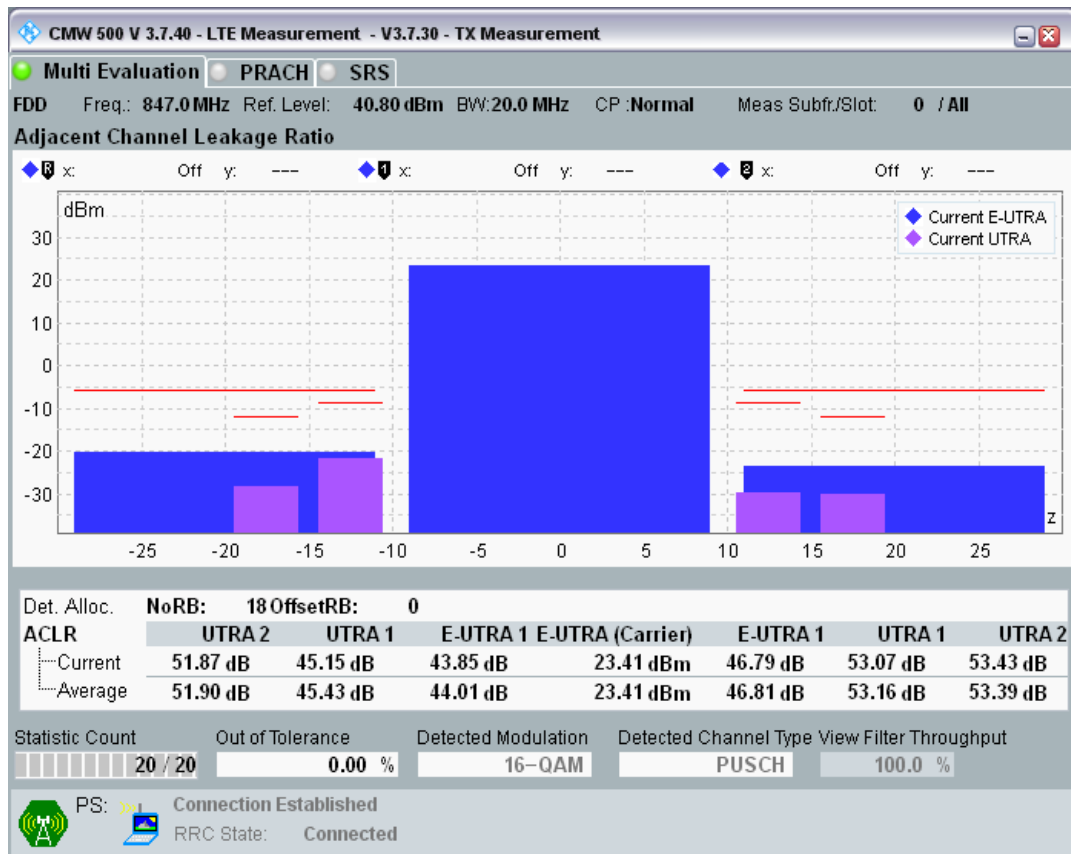 CMW 500 V 3.7.40 - LTE Measurement - V3.7.30 - TX Measurement
Multi Evaluation PRACH SRS
FDD Freq.: 847.0 MHz Ref. Level: 40.80 dBm BW: 20.0 MHz CP :Normal Meas Subfr./Slot: 0 / All
Adjacent Channel Leakage Ratio
R x: Off y: --- 1 x: Off y: --- 2 x: Off y: ---
dBm
Current E-UTRA
Current UTRA
30
20
10
0
-10
-20
-30
z
-25 -20 -15 -10 -5 0 5 10 15 20 25
Det. Alloc. NoRB: 18 OffsetRB: 0
ACLR UTRA 2 UTRA 1 E-UTRA 1 E-UTRA (Carrier) E-UTRA 1 UTRA 1 UTRA 2
Current 51.87 dB 45.15 dB 43.85 dB 23.41 dBm 46.79 dB 53.07 dB 53.43 dB
Average 51.90 dB 45.43 dB 44.01 dB 23.41 dBm 46.81 dB 53.16 dB 53.39 dB
Statistic Count Out of Tolerance Detected Modulation Detected Channel Type View Filter Throughput
20 / 20 0.00 % 16-QAM PUSCH 100.0 %
PS: Connection Established
RRC State: Connected